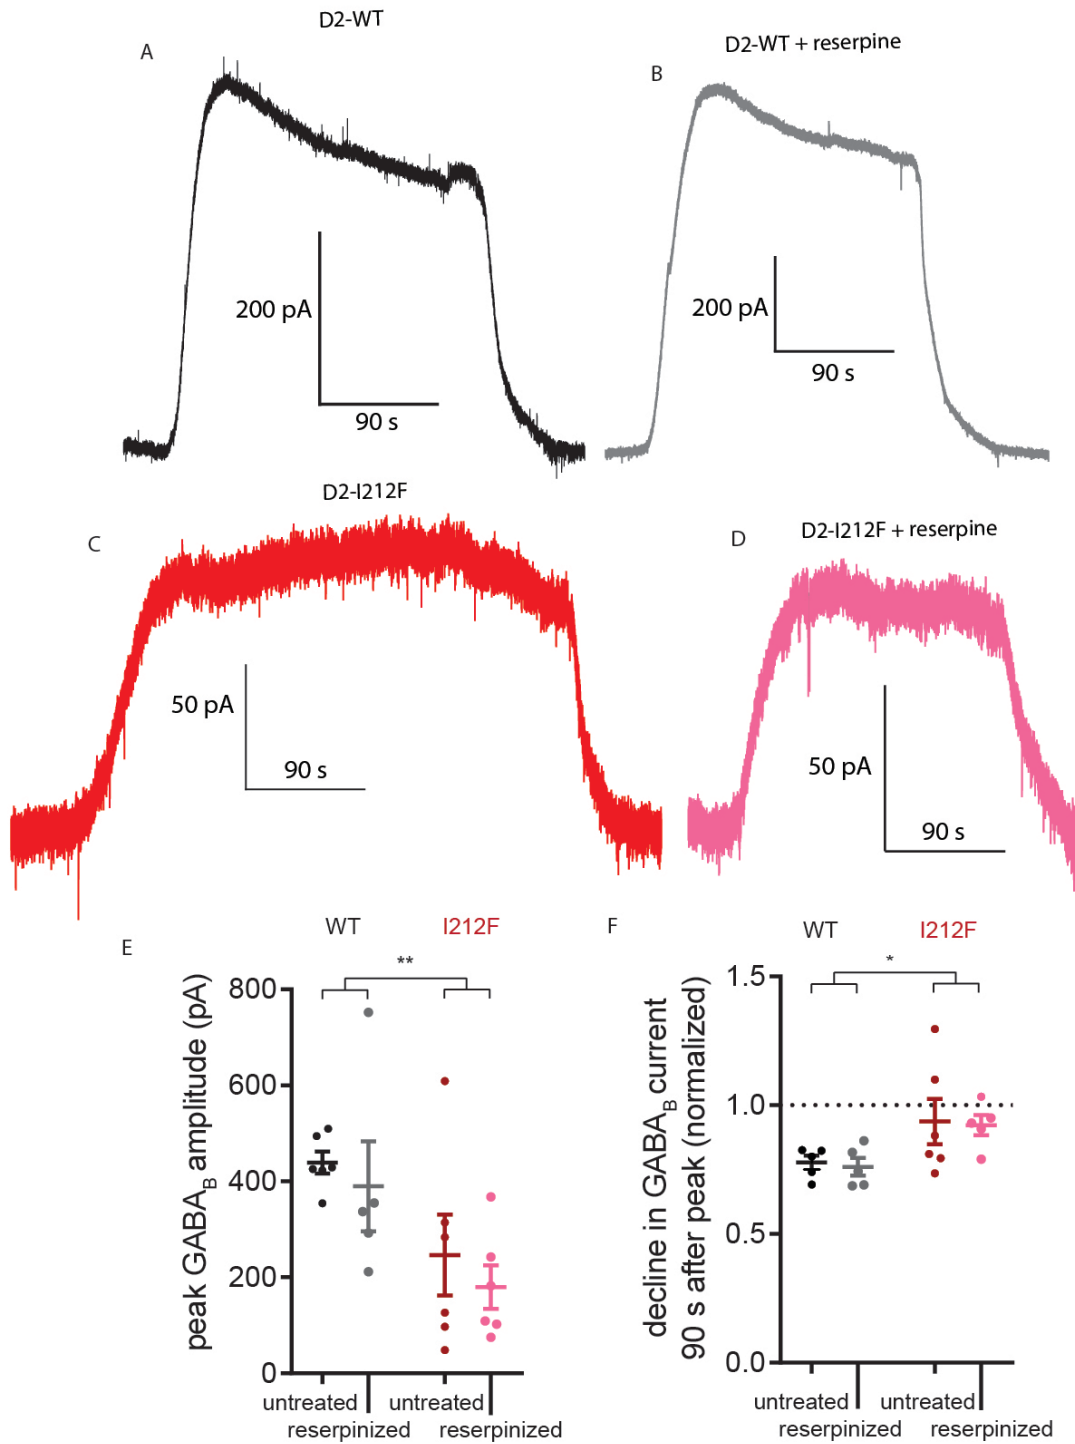 D2-WT
A
D2-WT + reserpine
B
200 pA
90 s
200 pA
90 s
D2-I212F
C
D2-I212F + reserpine
D
50 pA
90 s
50 pA
90 s
E
WT
I212F
**
peak GABA_B amplitude (pA)
800
600
400
200
0
untreated
reserpinized
untreated
reserpinized
F
WT
I212F
*
decline in GABA_B current
90 s after peak (normalized)
1.5
1.0
0.5
0.0
untreated
reserpinized
untreated
reserpinized